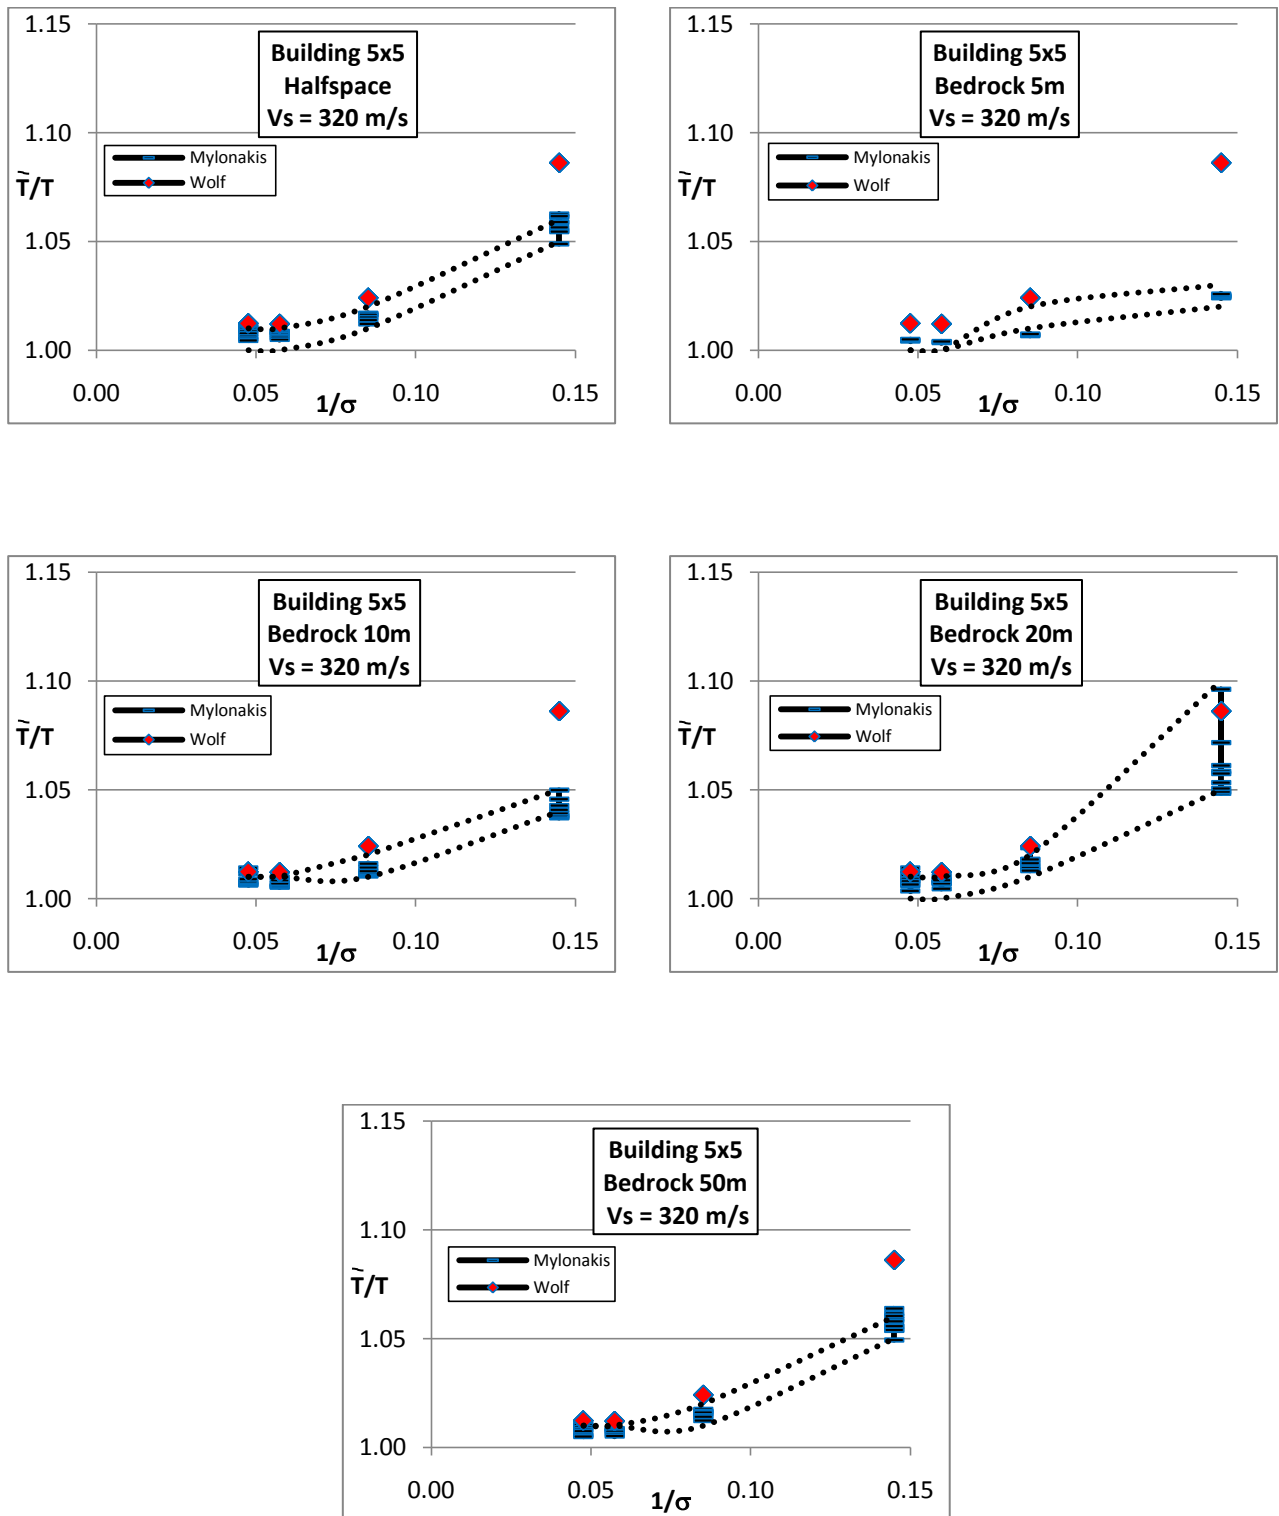 1.15
Building 5x5
Halfspace
Vs = 320 m/s
1.10
Mylonakis
Wolf
T̃/T
1.05
1.00
0.00 0.05 0.10 0.15
1/σ
1.15
Building 5x5
Bedrock 5m
Vs = 320 m/s
1.10
Mylonakis
Wolf
T̃/T
1.05
1.00
0.00 0.05 0.10 0.15
1/σ
1.15
Building 5x5
Bedrock 10m
Vs = 320 m/s
1.10
Mylonakis
Wolf
T̃/T
1.05
1.00
0.00 0.05 0.10 0.15
1/σ
1.15
Building 5x5
Bedrock 20m
Vs = 320 m/s
1.10
Mylonakis
Wolf
T̃/T
1.05
1.00
0.00 0.05 0.10 0.15
1/σ
1.15
Building 5x5
Bedrock 50m
Vs = 320 m/s
1.10
Mylonakis
Wolf
T̃/T
1.05
1.00
0.00 0.05 0.10 0.15
1/σ